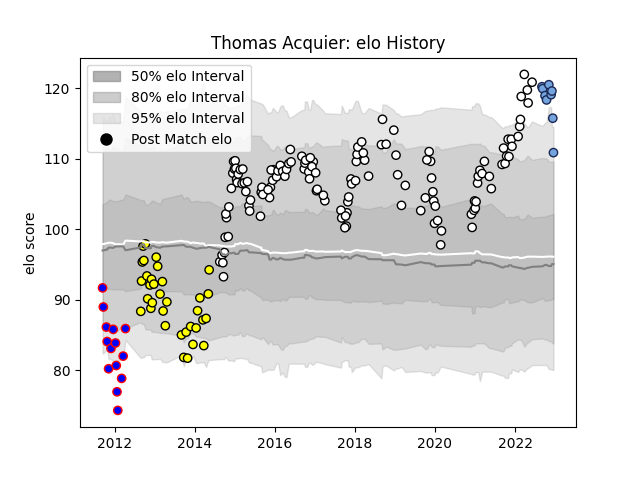 Thomas Acquier: elo History
50% elo Interval
80% elo Interval
95% elo Interval
Post Match elo
elo score
120
110
100
90
80
2012 2014 2016 2018 2020 2022